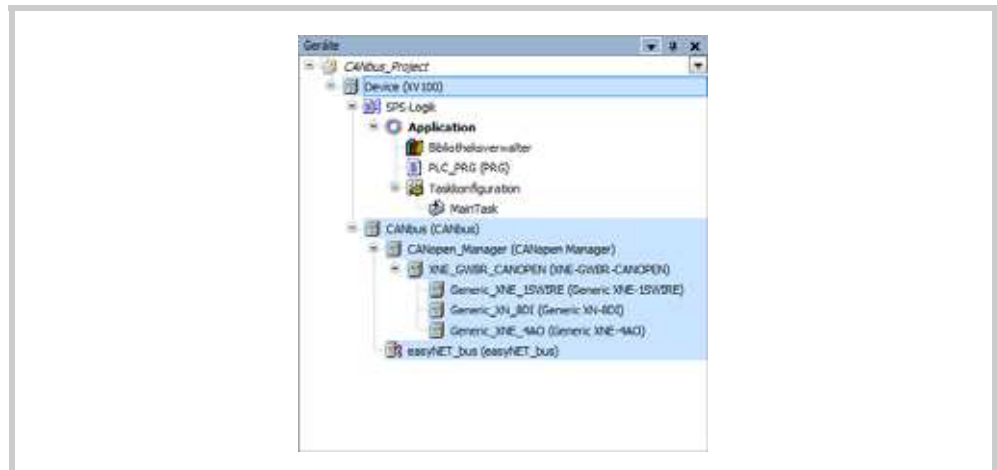 Geräte
CANbus_Project
Device (XV100)
SPS-Logik
Application
Bibliotheksverwalter
PLC_PRG (PRG)
Taskkonfiguration
MainTask
CANbus (CANbus)
CANopen_Manager (CANopen Manager)
XNE_GWBR_CANOPEN (XNE-GWBR-CANOPEN)
Generic_XNE_1SWIRE (Generic XNE-1SWIRE)
Generic_XN_8DI (Generic XN-8DI)
Generic_XNE_4AO (Generic XNE-4AO)
easyNET_bus (easyNET_bus)